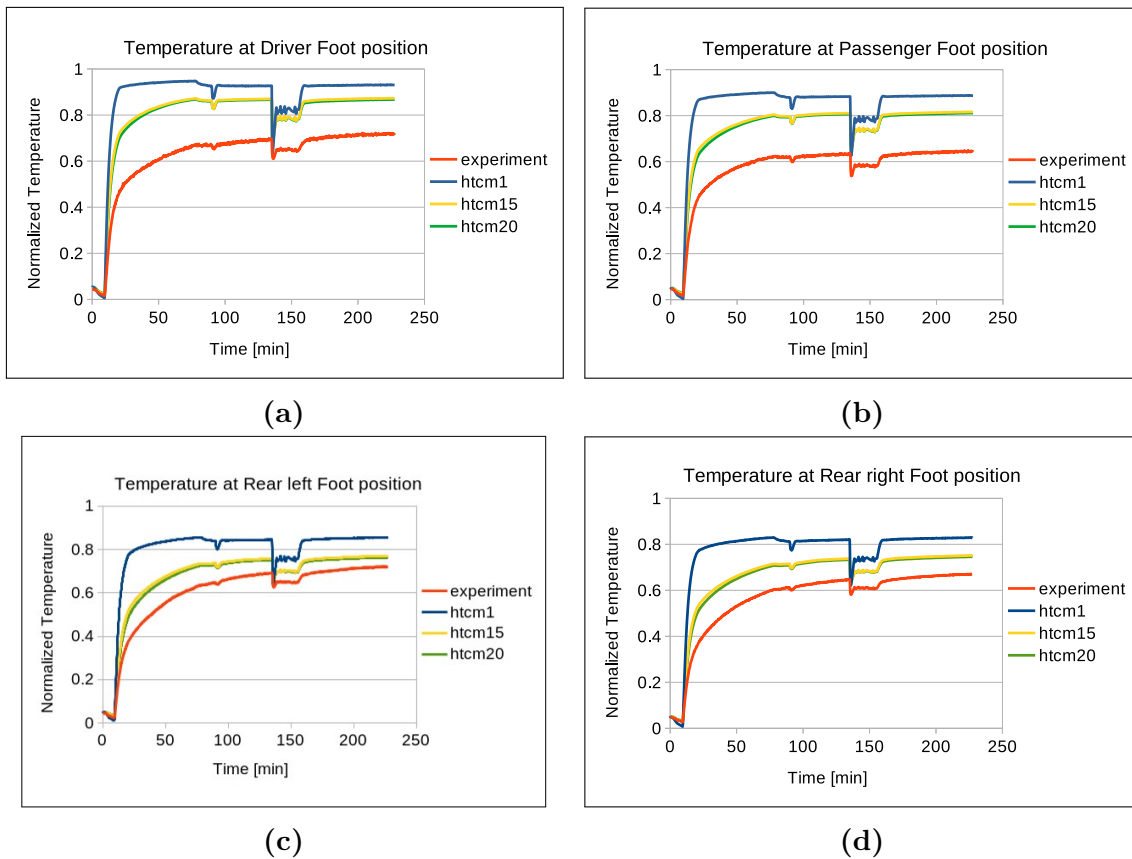 Temperature at Driver Foot position
1
0.8
0.6
0.4
0.2
0
Normalized Temperature
0 50 100 150 200 250
Time [min]
experiment
htcm1
htcm15
htcm20
(a)
Temperature at Passenger Foot position
1
0.8
0.6
0.4
0.2
0
Normalized Temperature
0 50 100 150 200 250
Time [min]
experiment
htcm1
htcm15
htcm20
(b)
Temperature at Rear left Foot position
1
0.8
0.6
0.4
0.2
0
Normalized Temperature
0 50 100 150 200 250
Time [min]
experiment
htcm1
htcm15
htcm20
(c)
Temperature at Rear right Foot position
1
0.8
0.6
0.4
0.2
0
Normalized Temperature
0 50 100 150 200 250
Time [min]
experiment
htcm1
htcm15
htcm20
(d)